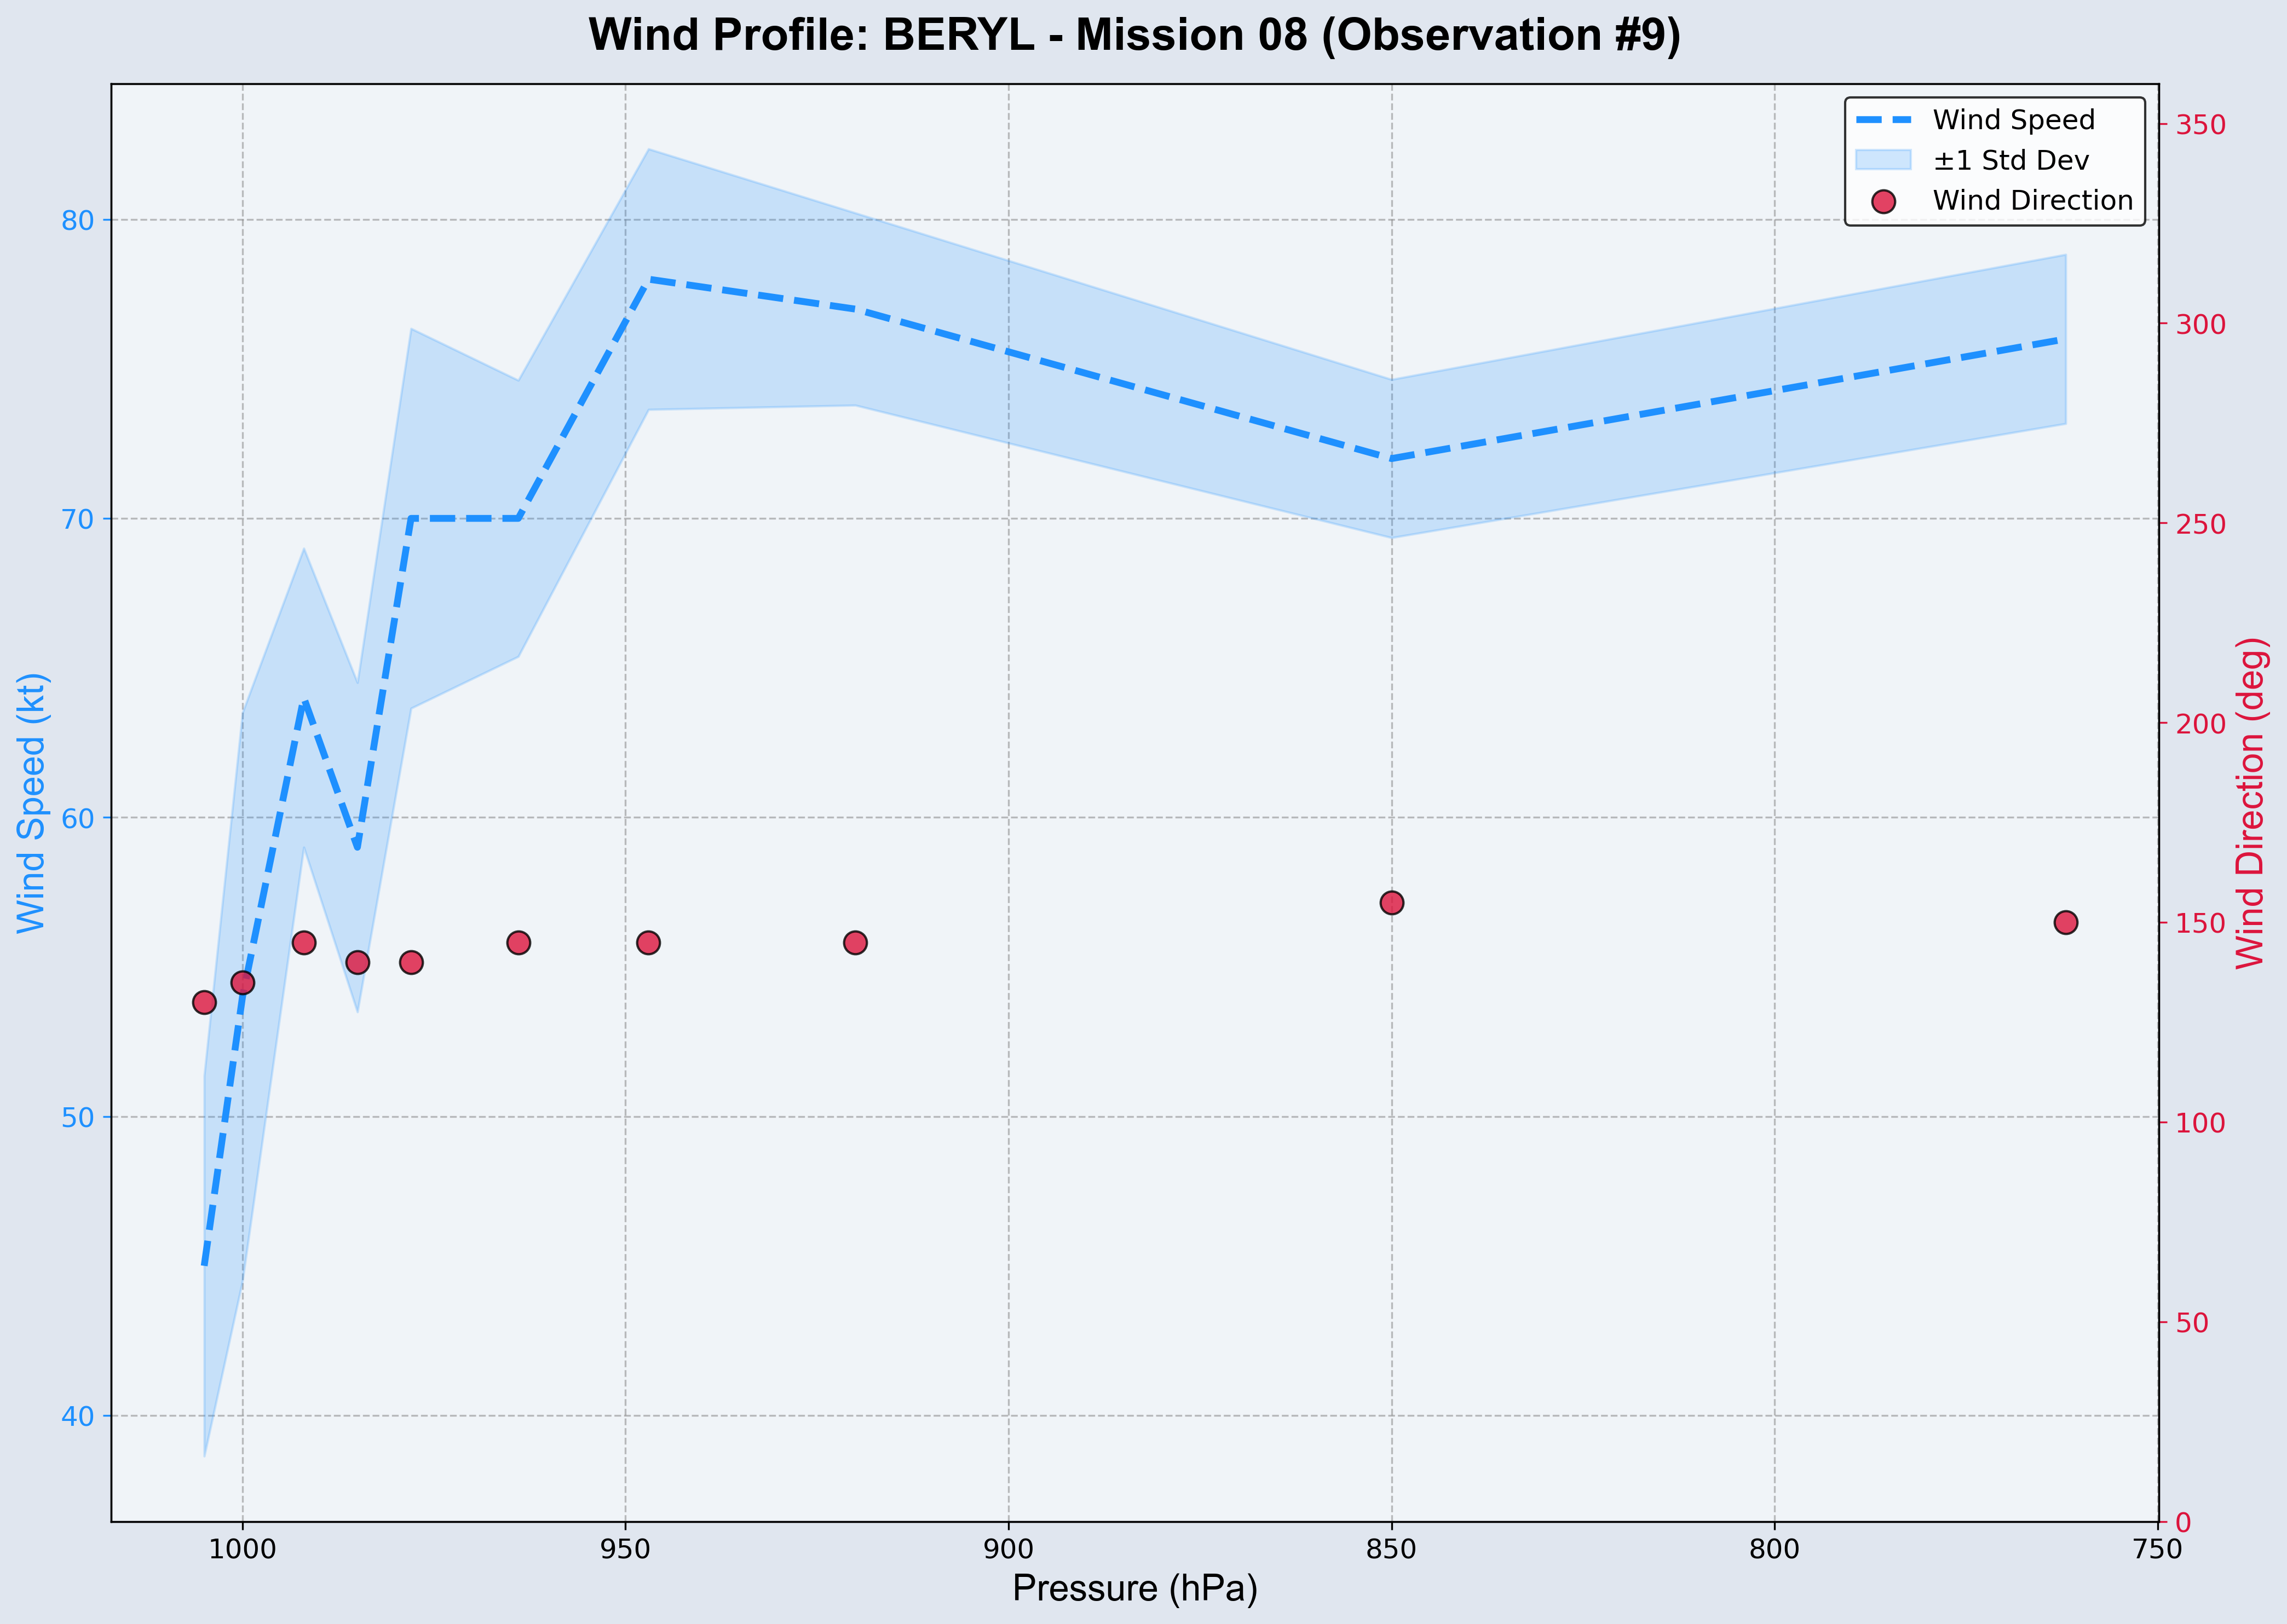 Wind Profile: BERYL - Mission 08 (Observation #9)
Wind Speed
±1 Std Dev
Wind Direction
80
70
60
50
40
Wind Speed (kt)
350
300
250
200
150
100
50
0
Wind Direction (deg)
1000
950
900
850
800
750
Pressure (hPa)